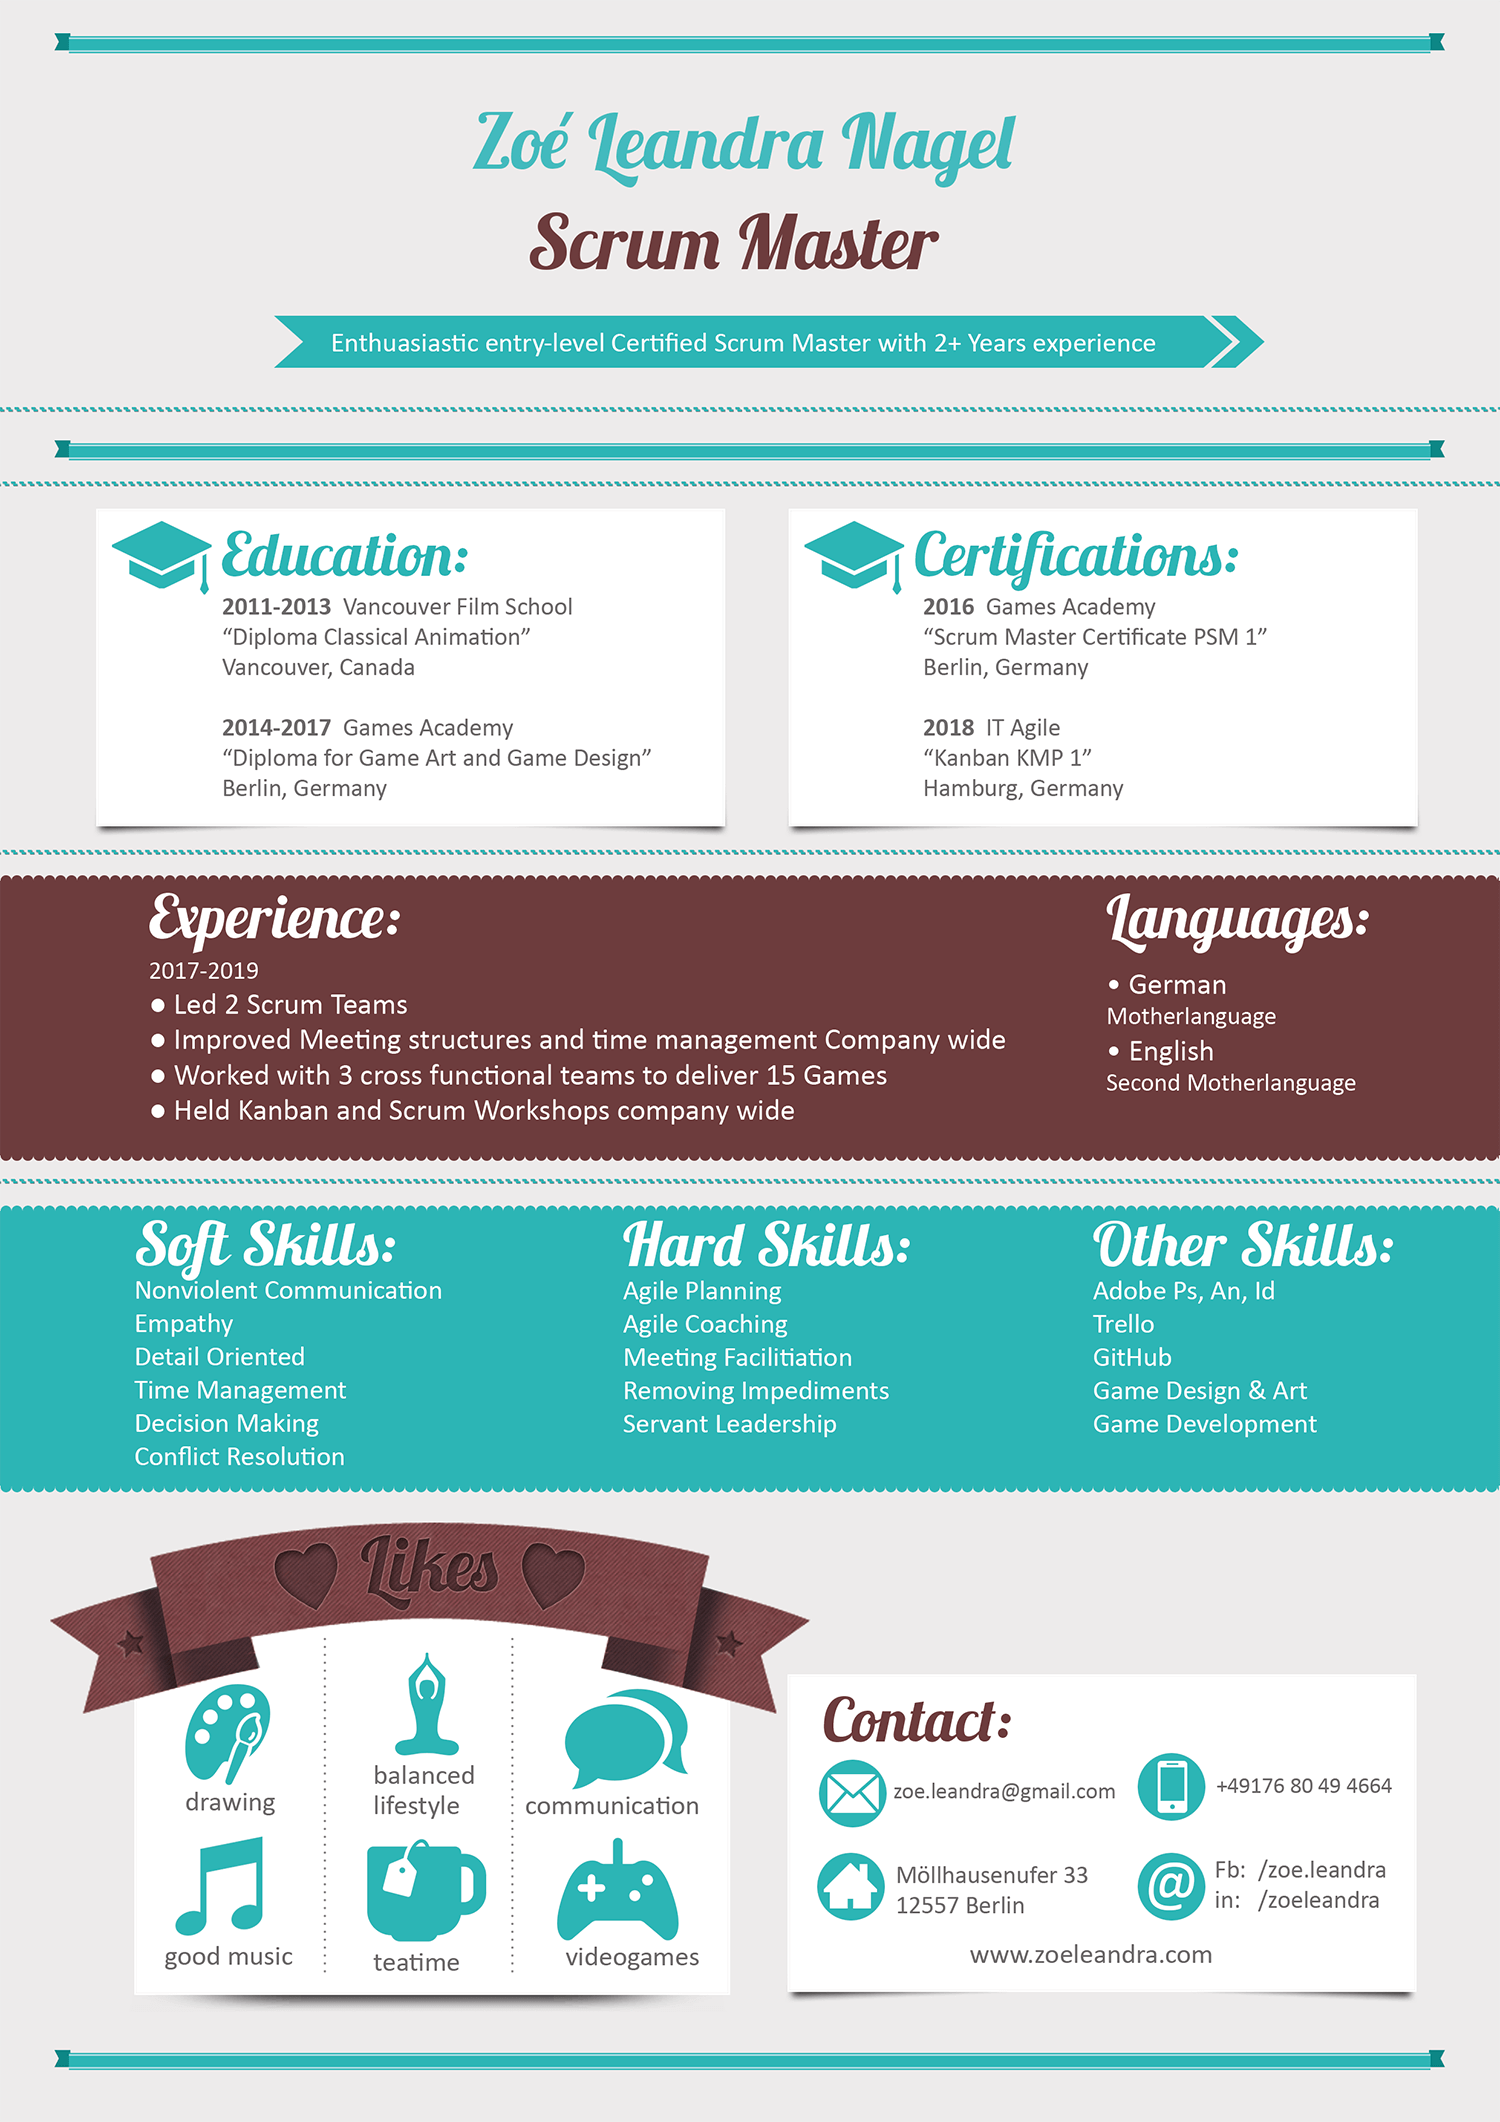 Zoé Leandra Nagel
Scrum Master
Enthusiastic entry-level Certified Scrum Master with 2+ Years experience
Education:
2011-2013 Vancouver Film School
“Diploma Classical Animation”
Vancouver, Canada
2014-2017 Games Academy
“Diploma for Game Art and Game Design”
Berlin, Germany
Certifications:
2016 Games Academy
“Scrum Master Certificate PSM 1”
Berlin, Germany
2018 IT Agile
“Kanban KMP 1”
Hamburg, Germany
Experience:
2017-2019
● Led 2 Scrum Teams
● Improved Meeting structures and time management Company wide
● Worked with 3 cross functional teams to deliver 15 Games
● Held Kanban and Scrum Workshops company wide
Languages:
• German
Motherlanguage
• English
Second Motherlanguage
Soft Skills:
Nonviolent Communication
Empathy
Detail Oriented
Time Management
Decision Making
Conflict Resolution
Hard Skills:
Agile Planning
Agile Coaching
Meeting Facilitiation
Removing Impediments
Servant Leadership
Other Skills:
Adobe Ps, An, Id
Trello
GitHub
Game Design & Art
Game Development
Likes
drawing
balanced
lifestyle
communication
good music
teatime
videogames
Contact:
zoe.leandra@gmail.com
+49176 80 49 4664
Möllhausenufer 33
12557 Berlin
@
Fb: /zoe.leandra
in: /zoeleandra
www.zoeleandra.com